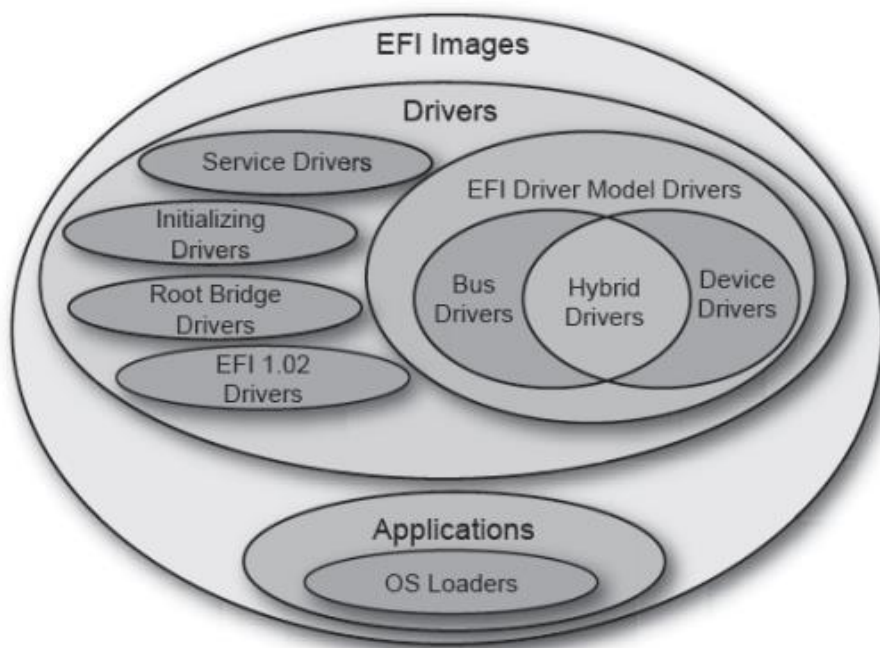 EFI Images
Drivers
Service Drivers
Initializing
Drivers
Root Bridge
Drivers
EFI 1.02
Drivers
EFI Driver Model Drivers
Bus
Drivers
Hybrid
Drivers
Device
Drivers
Applications
OS Loaders